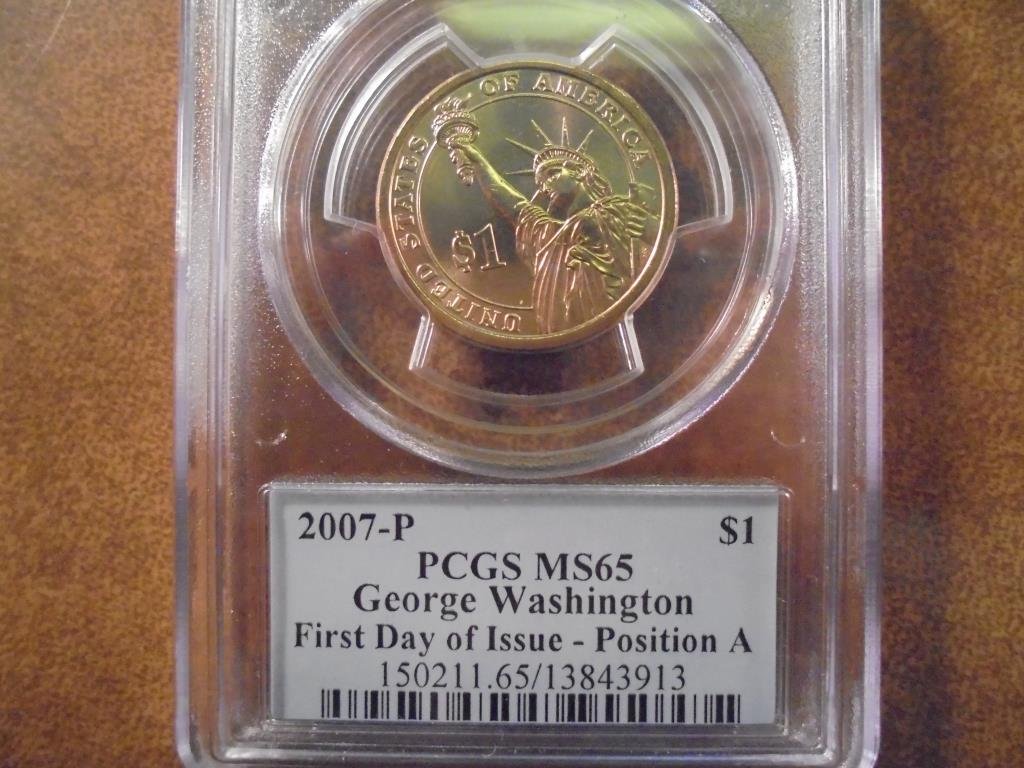 UNITED STATES OF AMERICA
$1
2007-P $1
PCGS MS65
George Washington
First Day of Issue - Position A
150211.65/13843913